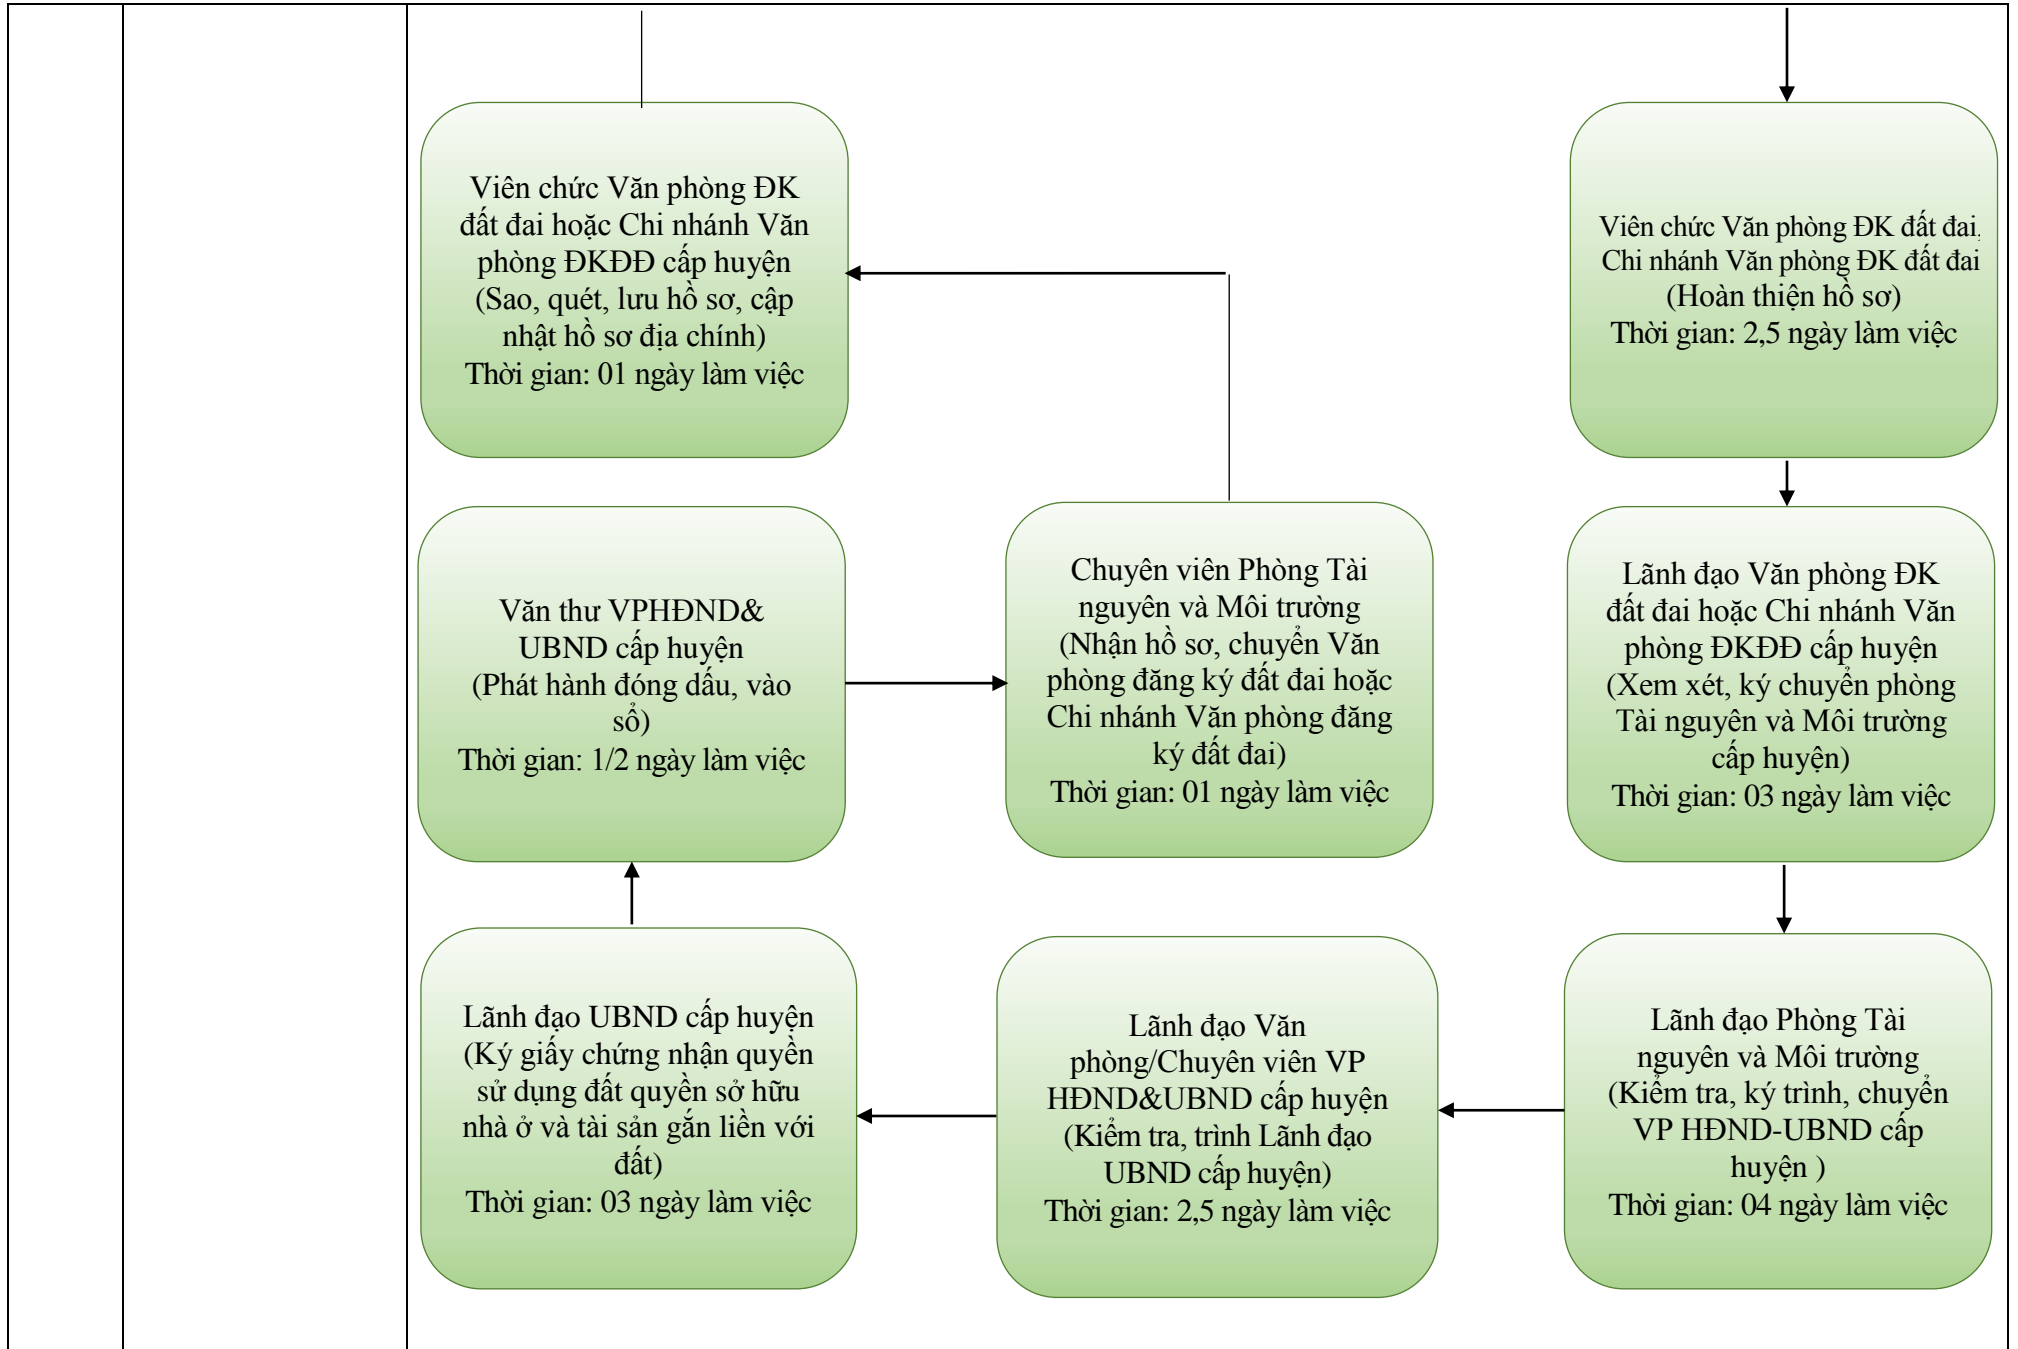 Viên chức Văn phòng ĐK
đất đai hoặc Chi nhánh Văn
phòng ĐKĐĐ cấp huyện
(Sao, quét, lưu hồ sơ, cập
nhật hồ sơ địa chính)
Thời gian: 01 ngày làm việc
Viên chức Văn phòng ĐK đất đai,
Chi nhánh Văn phòng ĐK đất đai
(Hoàn thiện hồ sơ)
Thời gian: 2,5 ngày làm việc
Văn thư VPHĐND&
UBND cấp huyện
(Phát hành đóng dấu, vào
sổ)
Thời gian: 1/2 ngày làm việc
Chuyên viên Phòng Tài
nguyên và Môi trường
(Nhận hồ sơ, chuyển Văn
phòng đăng ký đất đai hoặc
Chi nhánh Văn phòng đăng
ký đất đai)
Thời gian: 01 ngày làm việc
Lãnh đạo Văn phòng ĐK
đất đai hoặc Chi nhánh Văn
phòng ĐKĐĐ cấp huyện
(Xem xét, ký chuyển phòng
Tài nguyên và Môi trường
cấp huyện)
Thời gian: 03 ngày làm việc
Lãnh đạo UBND cấp huyện
(Ký giấy chứng nhận quyền
sử dụng đất quyền sở hữu
nhà ở và tài sản gắn liền với
đất)
Thời gian: 03 ngày làm việc
Lãnh đạo Văn
phòng/Chuyên viên VP
HĐND&UBND cấp huyện
(Kiểm tra, trình Lãnh đạo
UBND cấp huyện)
Thời gian: 2,5 ngày làm việc
Lãnh đạo Phòng Tài
nguyên và Môi trường
(Kiểm tra, ký trình, chuyển
VP HĐND-UBND cấp
huyện )
Thời gian: 04 ngày làm việc